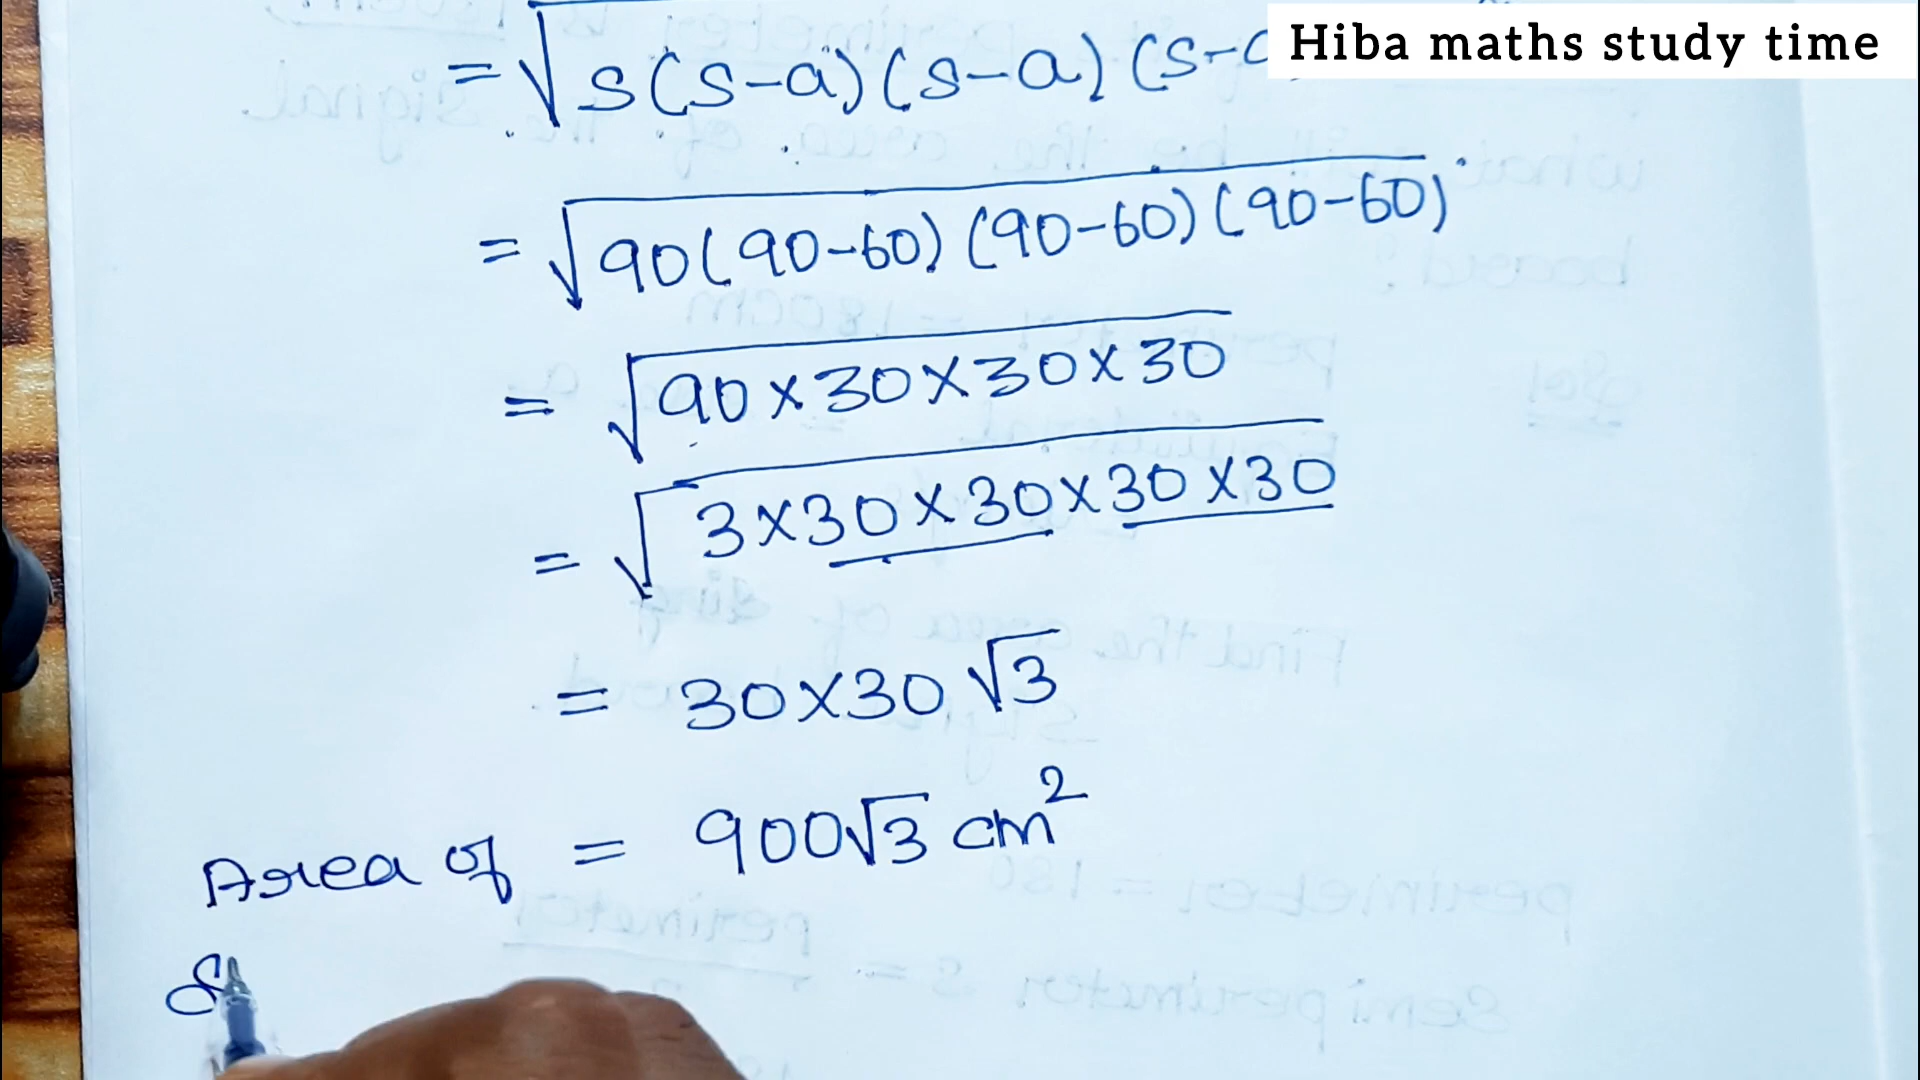 Hiba maths study time
= √s(s-a)(s-a)(s-
= √90(90-60)(90-60)(90-60)
= √90×30×30×30
= √3×30×30×30×30
= 30×30√3
Area of = 900√3 cm²